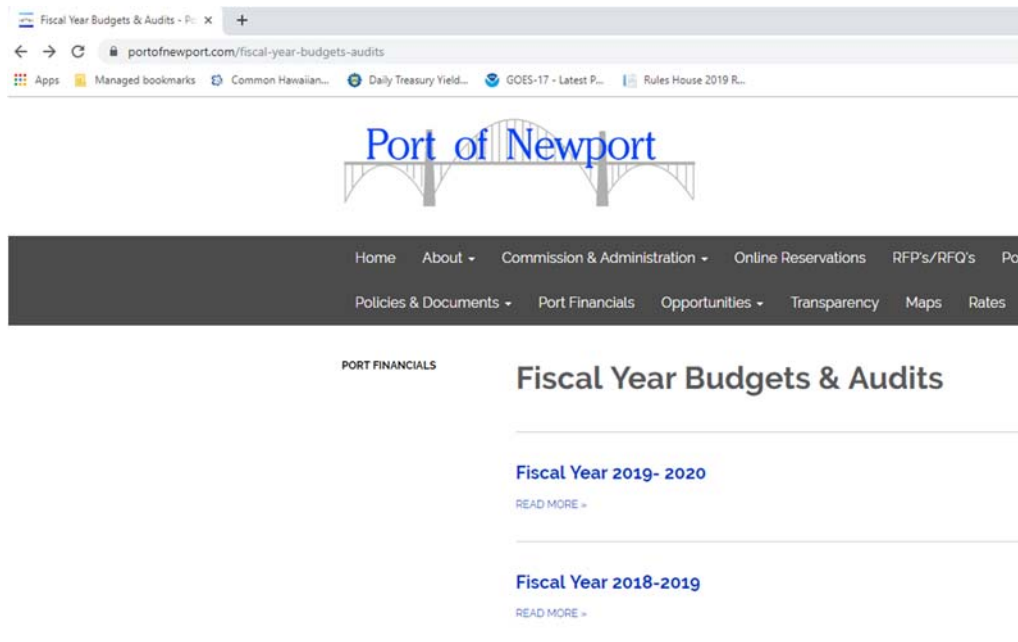 Fiscal Year Budgets & Audits - Po
portofnewport.com/fiscal-year-budgets-audits
Apps Managed bookmarks Common Hawaiian... Daily Treasury Yield... GOES-17 - Latest P... Rules House 2019 R...
Port of Newport
Home About Commission & Administration Online Reservations RFP's/RFQ's Po
Policies & Documents Port Financials Opportunities Transparency Maps Rates
PORT FINANCIALS
Fiscal Year Budgets & Audits
Fiscal Year 2019- 2020
READ MORE »
Fiscal Year 2018-2019
READ MORE »